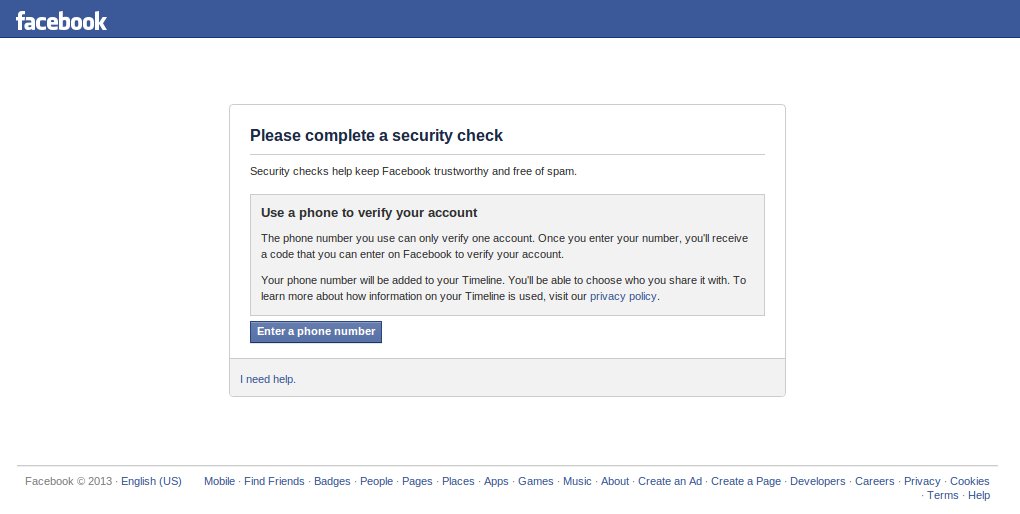 facebook
Please complete a security check
Security checks help keep Facebook trustworthy and free of spam.
Use a phone to verify your account
The phone number you use can only verify one account. Once you enter your number, you'll receive
a code that you can enter on Facebook to verify your account.
Your phone number will be added to your Timeline. You'll be able to choose who you share it with. To
learn more about how information on your Timeline is used, visit our privacy policy.
Enter a phone number
I need help.
Facebook © 2013 · English (US) Mobile · Find Friends · Badges · People · Pages · Places · Apps · Games · Music · About · Create an Ad · Create a Page · Developers · Careers · Privacy · Cookies
· Terms · Help